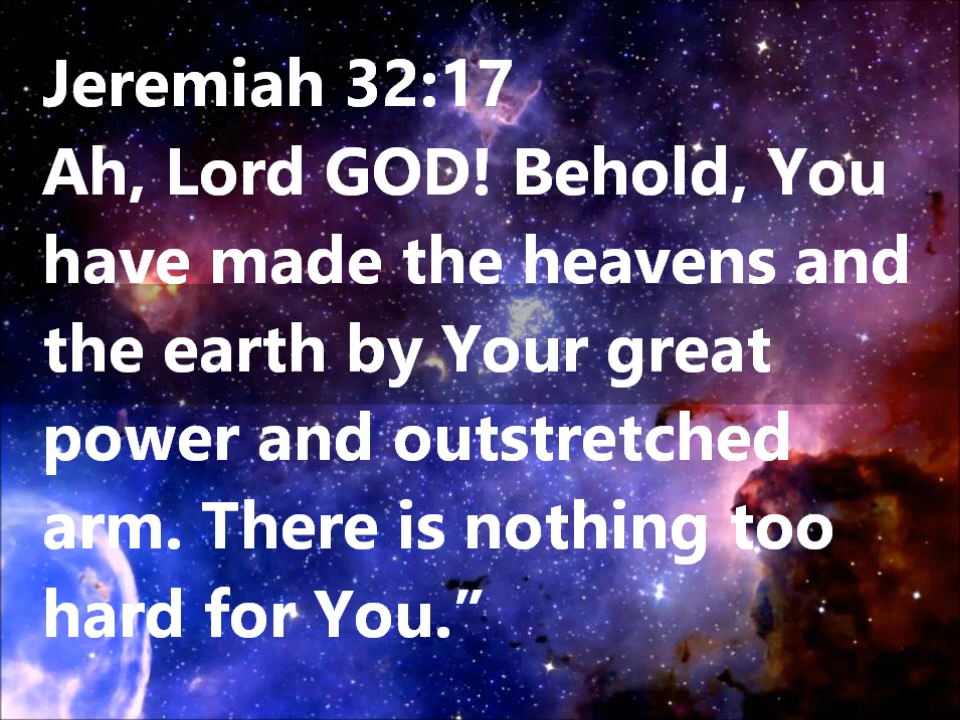 Jeremiah 32:17
Ah, Lord GOD! Behold, You
have made the heavens and
the earth by Your great
power and outstretched
arm. There is nothing too
hard for You.”